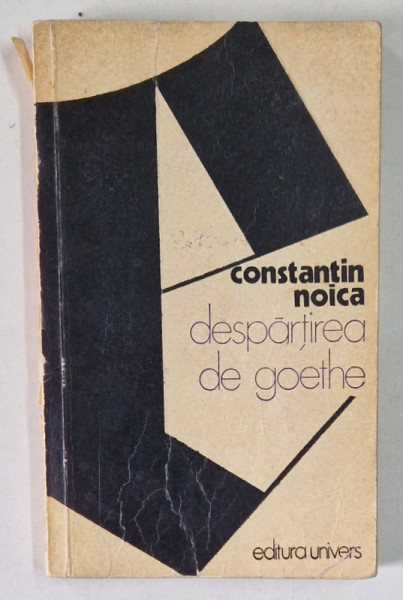 constantin
noica
despărțirea
de goethe
editura univers